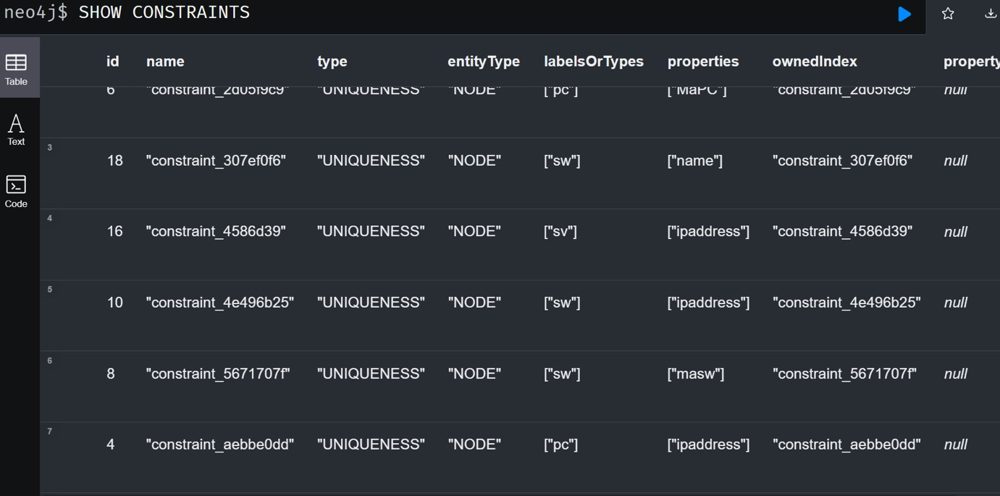 neo4j$ SHOW CONSTRAINTS
Table
Text
Code
id name type entityType labelsOrTypes properties ownedIndex property
6 "constraint_2d05f9c9" "UNIQUENESS" "NODE" ["pc"] ["MaPC"] "constraint_2d05f9c9" null
3
18 "constraint_307ef0f6" "UNIQUENESS" "NODE" ["sw"] ["name"] "constraint_307ef0f6" null
4
16 "constraint_4586d39" "UNIQUENESS" "NODE" ["sv"] ["ipaddress"] "constraint_4586d39" null
5
10 "constraint_4e496b25" "UNIQUENESS" "NODE" ["sw"] ["ipaddress"] "constraint_4e496b25" null
6
8 "constraint_5671707f" "UNIQUENESS" "NODE" ["sw"] ["masw"] "constraint_5671707f" null
7
4 "constraint_aebbe0dd" "UNIQUENESS" "NODE" ["pc"] ["ipaddress"] "constraint_aebbe0dd" null